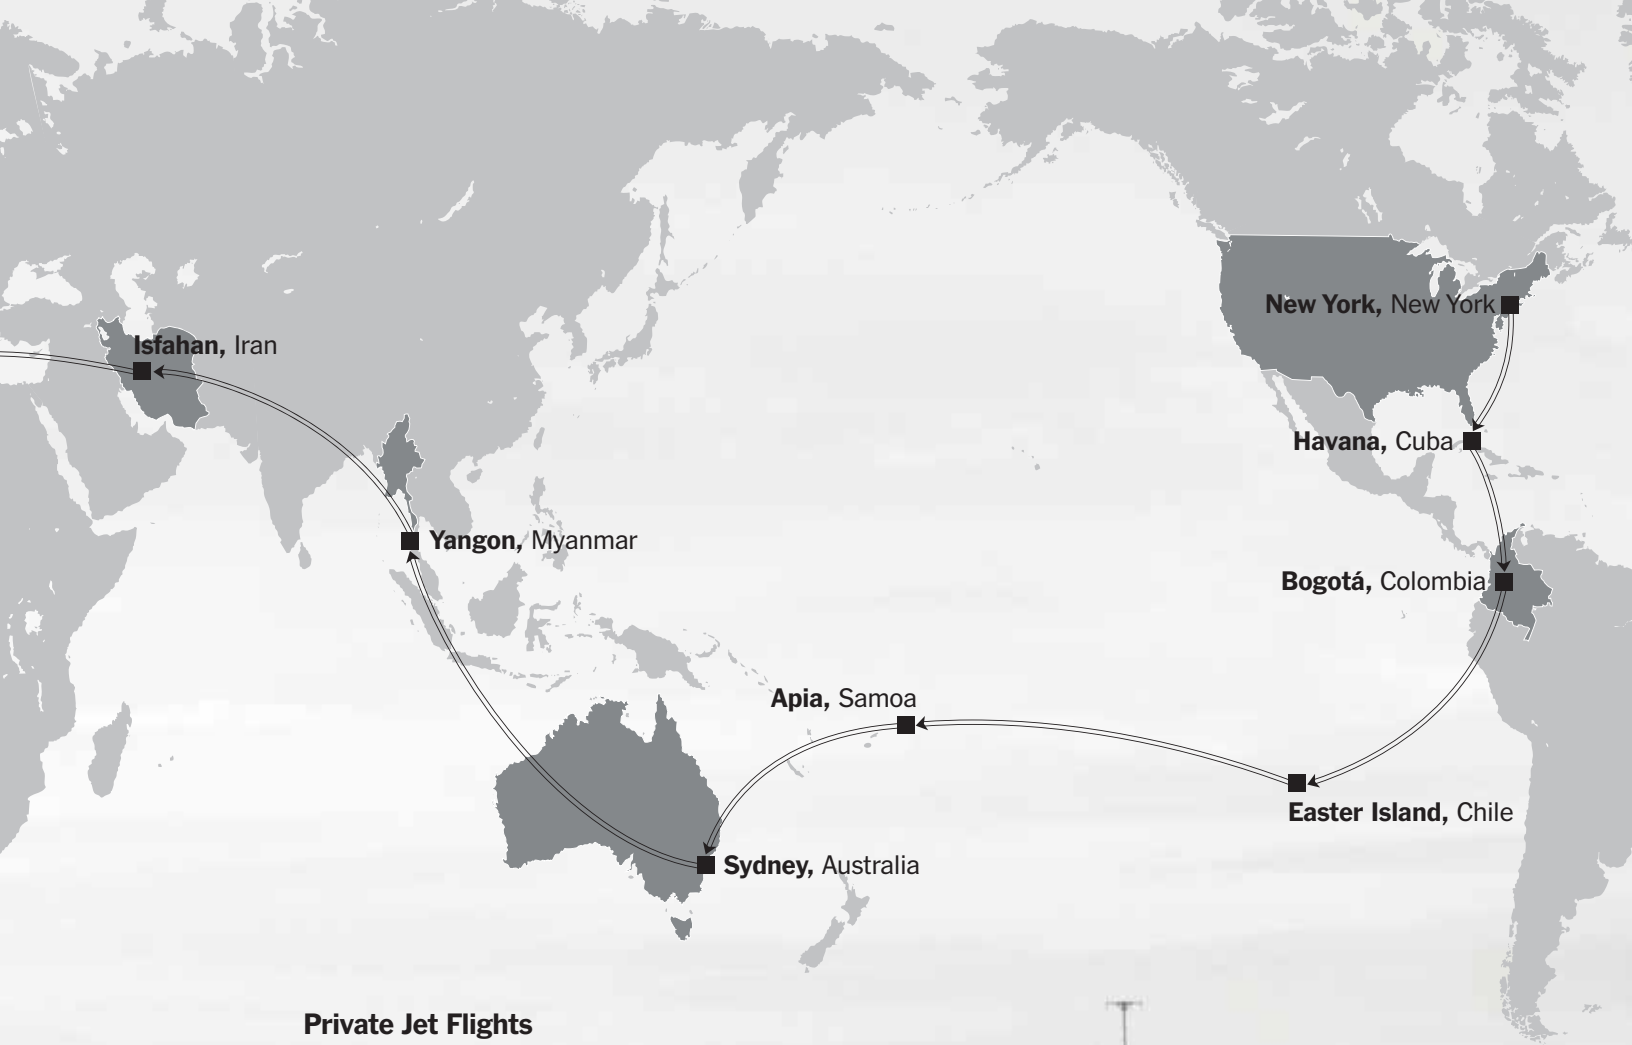 New York, New York
Isfahan, Iran
Havana, Cuba
Yangon, Myanmar
Bogotá, Colombia
Apia, Samoa
Easter Island, Chile
Sydney, Australia
Private Jet Flights